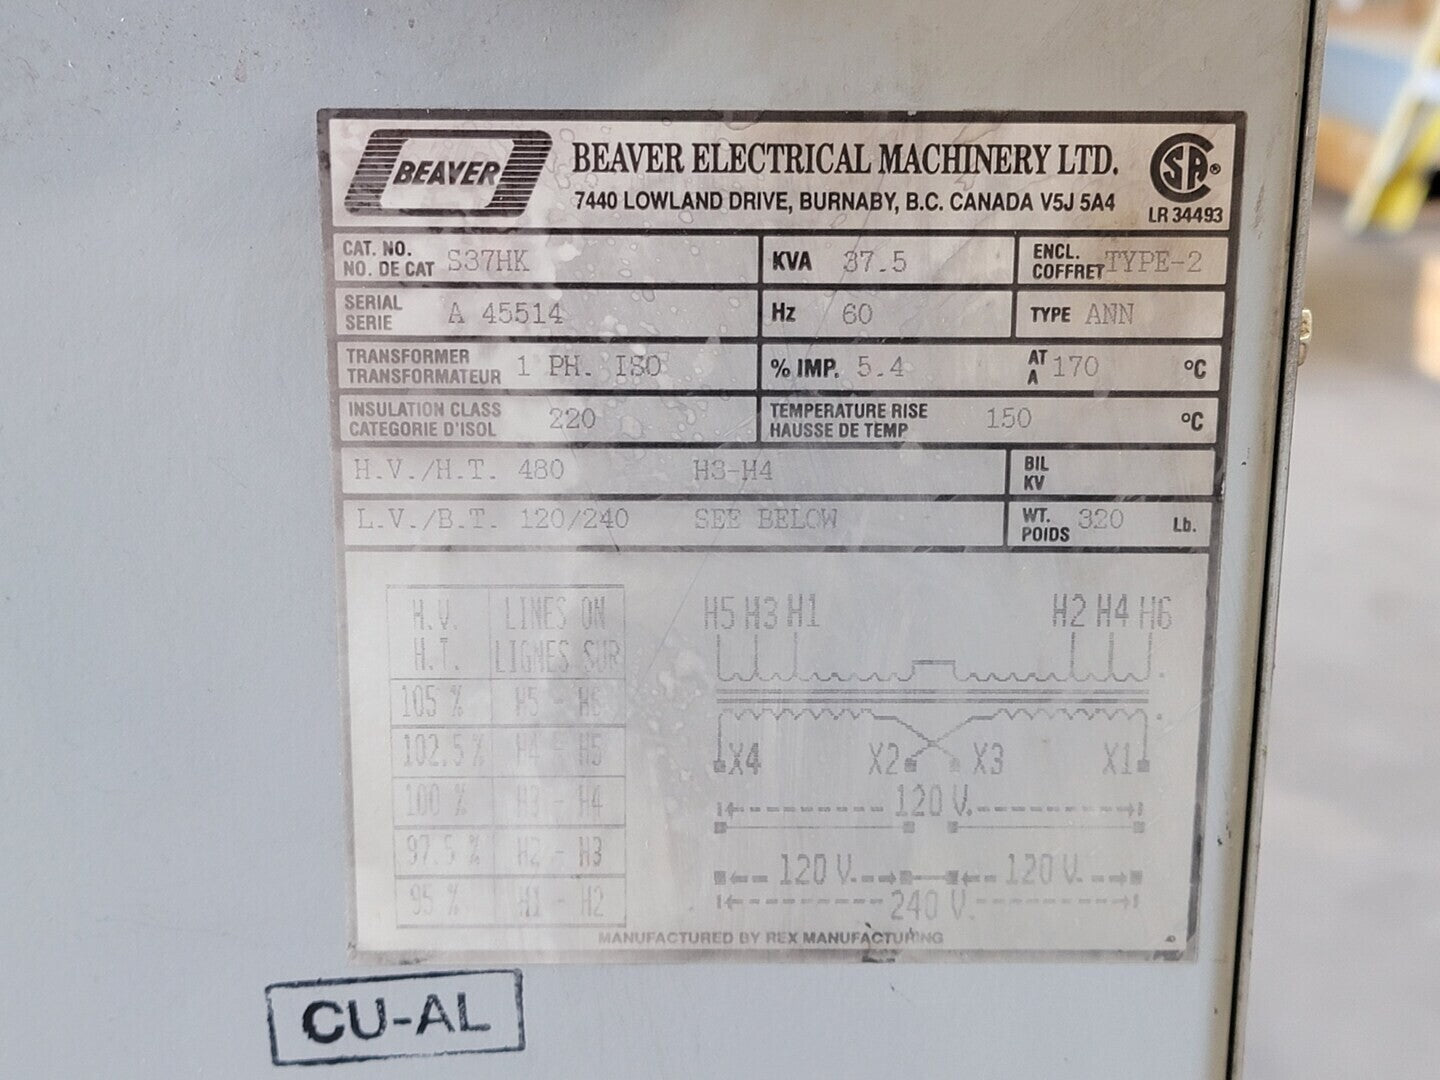 BEAVER
BEAVER ELECTRICAL MACHINERY LTD.
7440 LOWLAND DRIVE, BURNABY, B.C. CANADA V5J 5A4
SA ®
LR 34493
CAT. NO.
NO. DE CAT S37HK
KVA 37.5
ENCL.
COFFRET TYPE-2
SERIAL
SERIE A 45514
Hz 60
TYPE ANN
TRANSFORMER
TRANSFORMATEUR 1 PH. ISO
% IMP. 5.4
AT
A 170 °C
INSULATION CLASS
CATEGORIE D'ISOL 220
TEMPERATURE RISE
HAUSSE DE TEMP 150 °C
H.V./H.T. 480 H3-H4
BIL
KV
L.V./B.T. 120/240 SEE BELOW
WT.
POIDS 320 Lb.
H.V. LINES ON
H.T. LIGNES SUR
105 % H5 - H6
102.5 % H4 - H5
100 % H3 - H4
97.5 % H2 - H3
95 % H1 - H2
H5 H3 H1 H2 H4 H6
X4 X2 X3 X1
120 V.
120 V. 120 V.
240 V.
MANUFACTURED BY REX MANUFACTURING
CU-AL